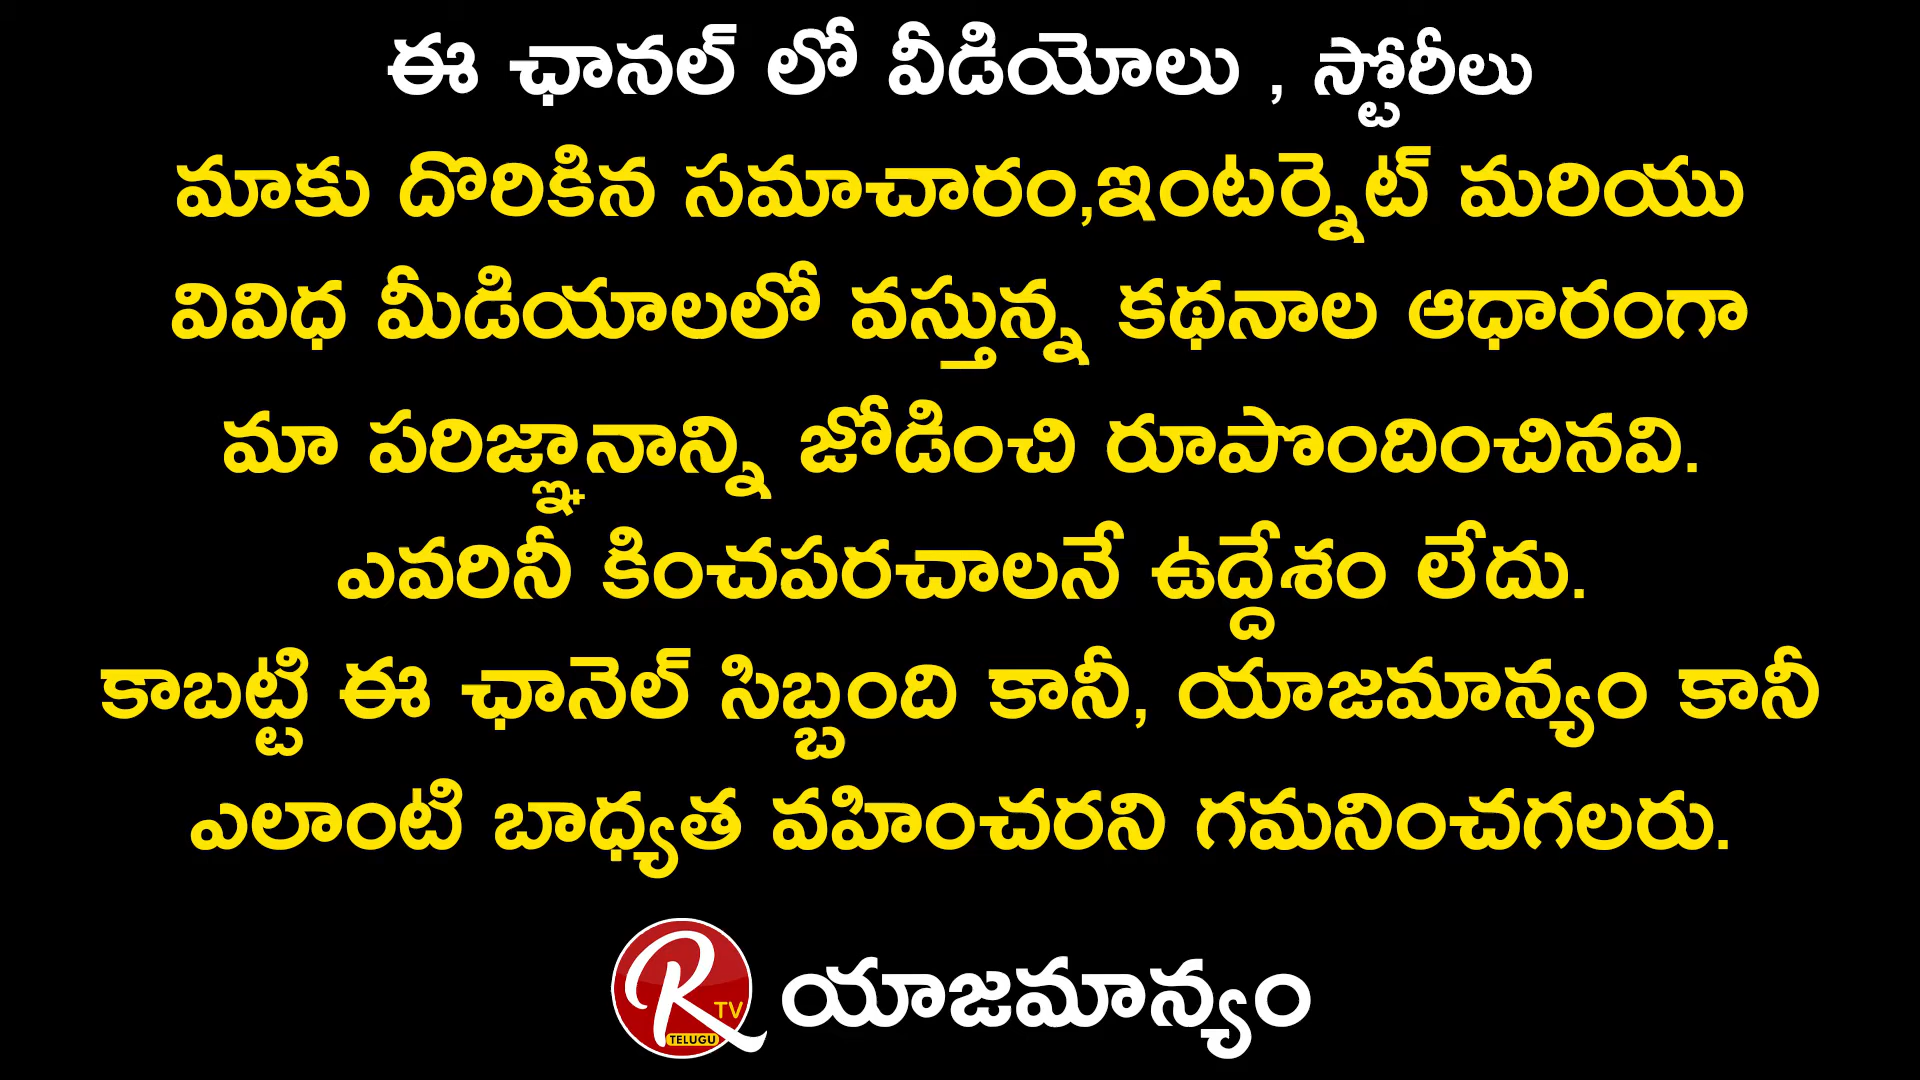 ఈ ఛానల్ లో వీడియోలు , స్టోరీలు
మాకు దొరికిన సమాచారం,ఇంటర్నెట్ మరియు
వివిధ మీడియాలలో వస్తున్న కథనాల ఆధారంగా
మా పరిజ్ఞానాన్ని జోడించి రూపొందించినవి.
ఎవరినీ కించపరచాలనే ఉద్దేశం లేదు.
కాబట్టి ఈ ఛానెల్ సిబ్బంది కానీ, యాజమాన్యం కానీ
ఎలాంటి బాధ్యత వహించరని గమనించగలరు.
R TV TELUGU యాజమాన్యం